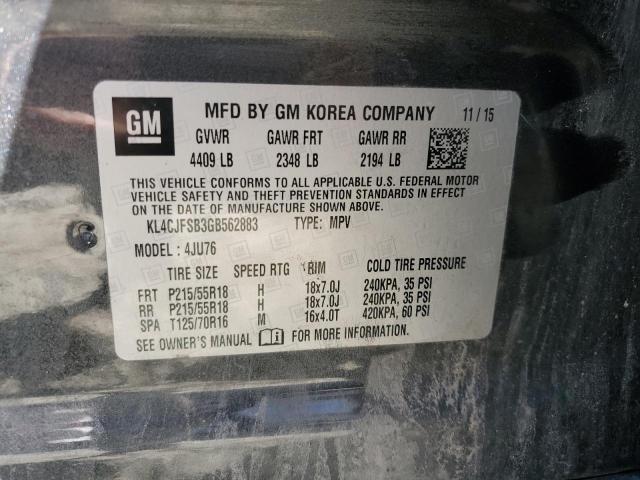 GM MFD BY GM KOREA COMPANY 11 / 15
GVWR GAWR FRT GAWR RR
4409 LB 2348 LB 2194 LB
THIS VEHICLE CONFORMS TO ALL APPLICABLE U.S. FEDERAL MOTOR
VEHICLE SAFETY AND THEFT PREVENTION STANDARDS IN EFFECT
ON THE DATE OF MANUFACTURE SHOWN ABOVE.
KL4CJFSB3GB562883 TYPE: MPV
MODEL : 4JU76
TIRE SIZE SPEED RTG RIM COLD TIRE PRESSURE
FRT P215/55R18 H 18x7.0J 240KPA, 35 PSI
RR P215/55R18 H 18x7.0J 240KPA, 35 PSI
SPA T125/70R16 M 16x4.0T 420KPA, 60 PSI
SEE OWNER'S MANUAL FOR MORE INFORMATION.